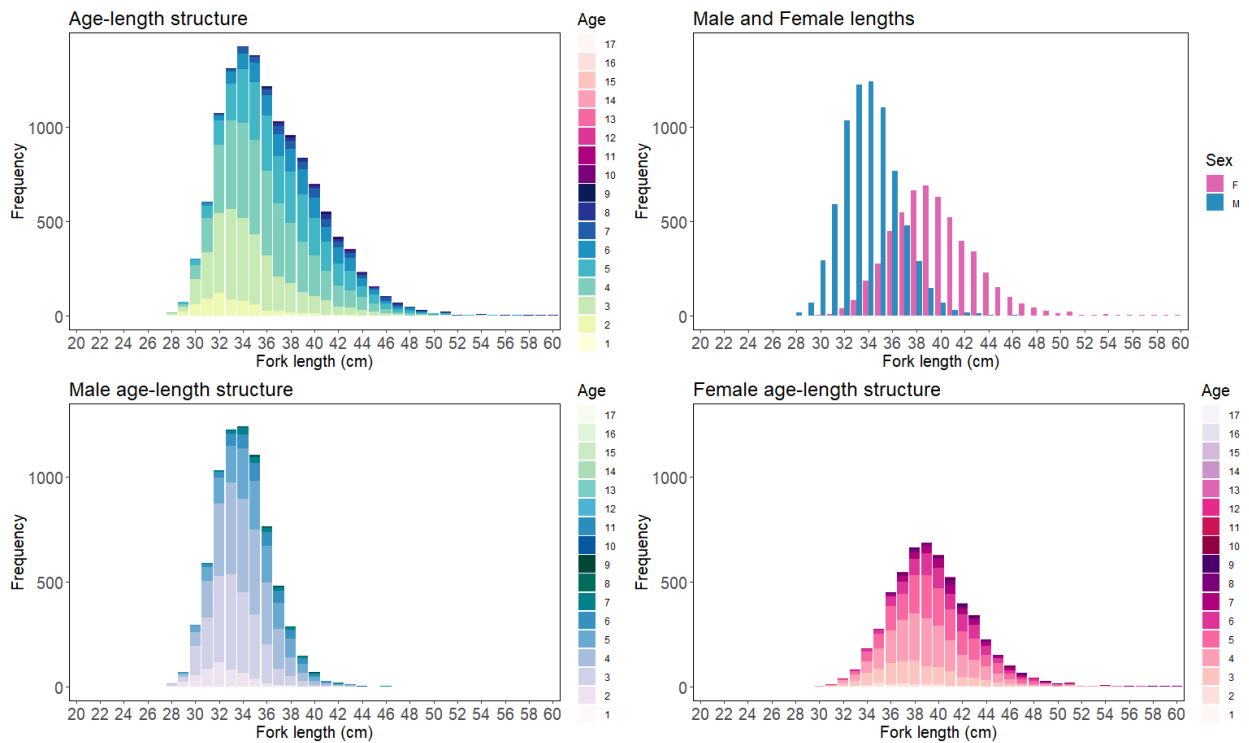 Age-length structure
Frequency
1000
500
0
20 22 24 26 28 30 32 34 36 38 40 42 44 46 48 50 52 54 56 58 60
Fork length (cm)
Age
17
16
15
14
13
12
11
10
9
8
7
6
5
4
3
2
1
Male and Female lengths
Frequency
1000
500
0
20 22 24 26 28 30 32 34 36 38 40 42 44 46 48 50 52 54 56 58 60
Fork length (cm)
Sex
F
M
Male age-length structure
Frequency
1000
500
0
20 22 24 26 28 30 32 34 36 38 40 42 44 46 48 50 52 54 56 58 60
Fork length (cm)
Age
17
16
15
14
13
12
11
10
9
8
7
6
5
4
3
2
1
Female age-length structure
Frequency
1000
500
0
20 22 24 26 28 30 32 34 36 38 40 42 44 46 48 50 52 54 56 58 60
Fork length (cm)
Age
17
16
15
14
13
12
11
10
9
8
7
6
5
4
3
2
1